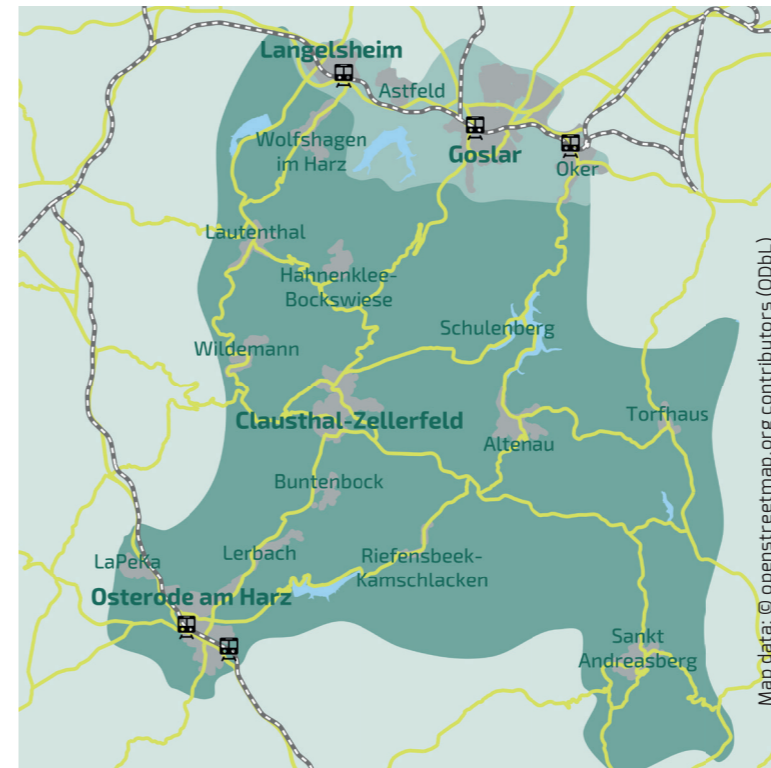 Langelsheim
Astfeld
Wolfshagen
im Harz
Goslar
Oker
Lautenthal
Hahnenklee-
Bockswiese
Schulenberg
Wildemann
Clausthal-Zellerfeld
Torfhaus
Altenau
Buntenbock
Lerbach
Riefensbeek-
Kamschlacken
LaPeKa
Osterode am Harz
Sankt
Andreasberg
Map data: © openstreetmap.org contributors (ODbL)